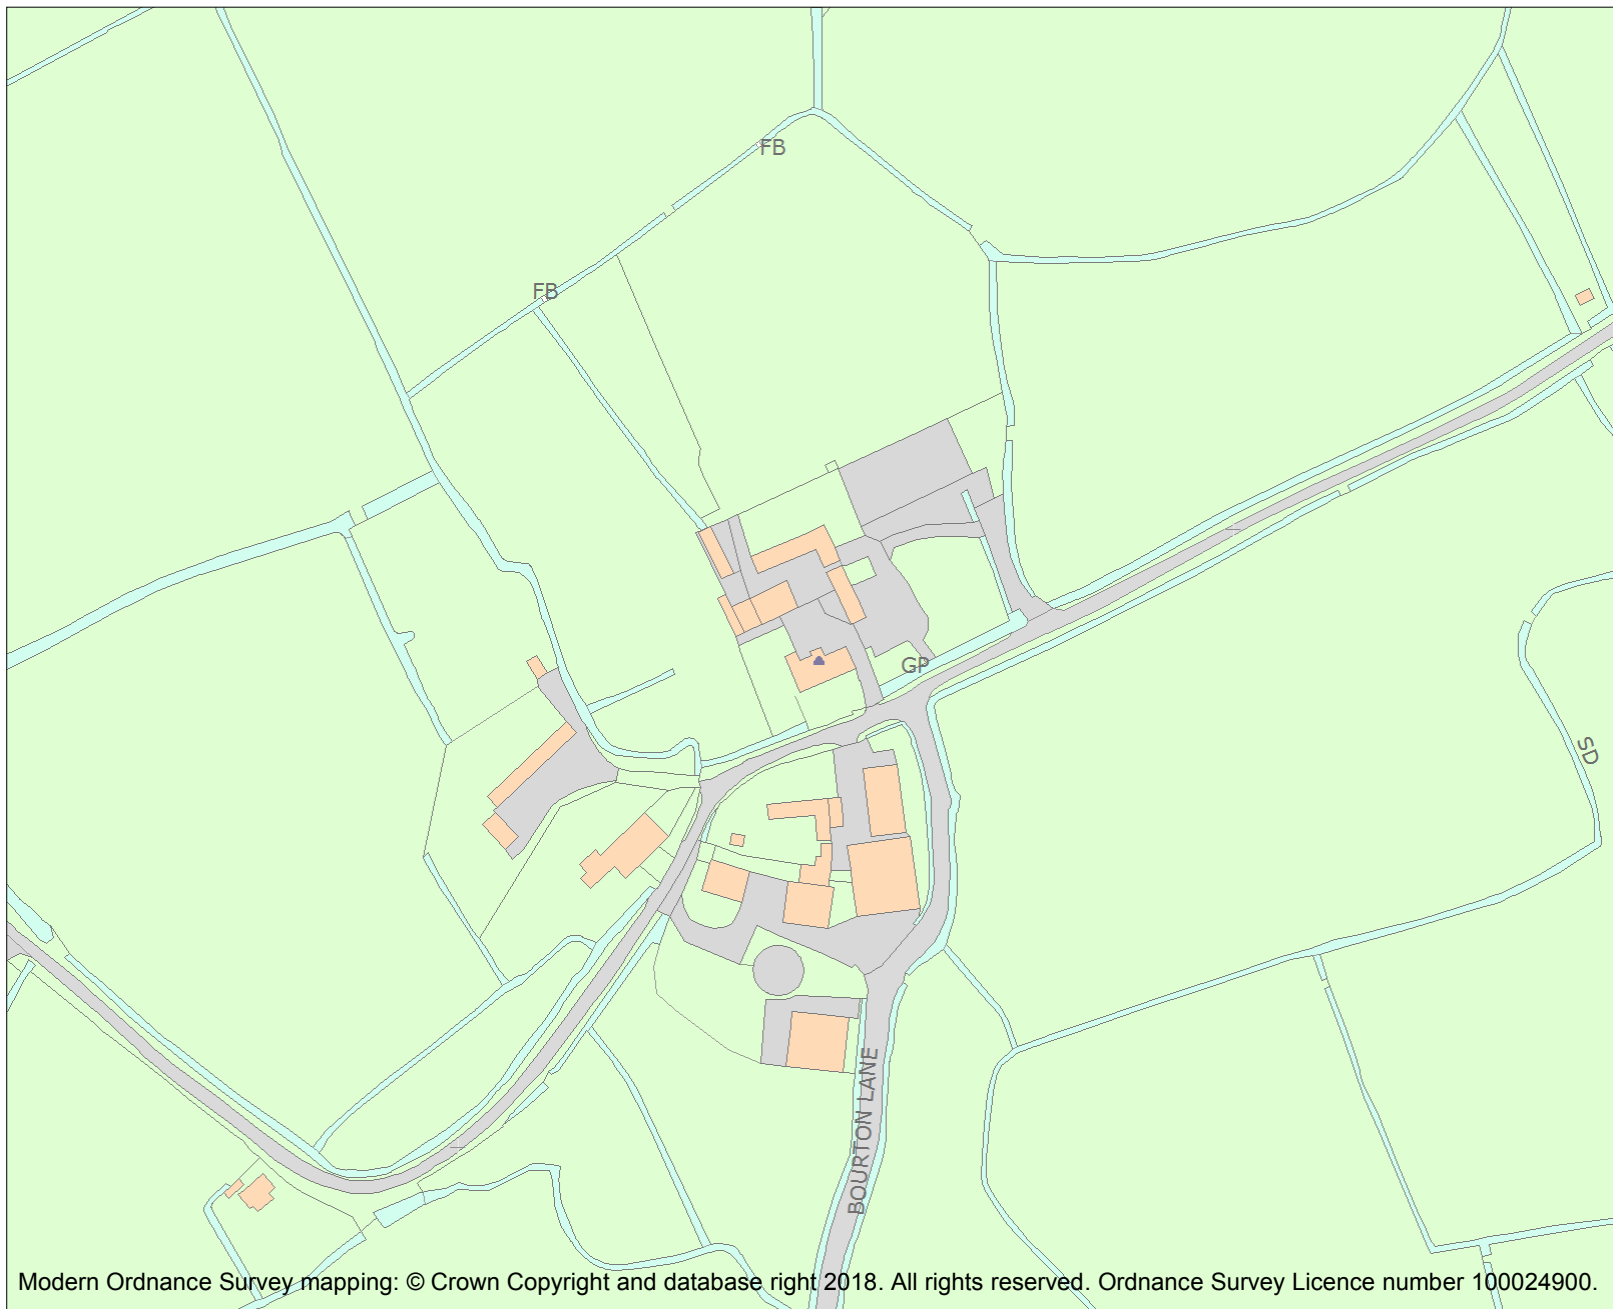 FB
FB
GP
SD
BOURTON LANE
Modern Ordnance Survey mapping: © Crown Copyright and database right 2018. All rights reserved. Ordnance Survey Licence number 100024900.